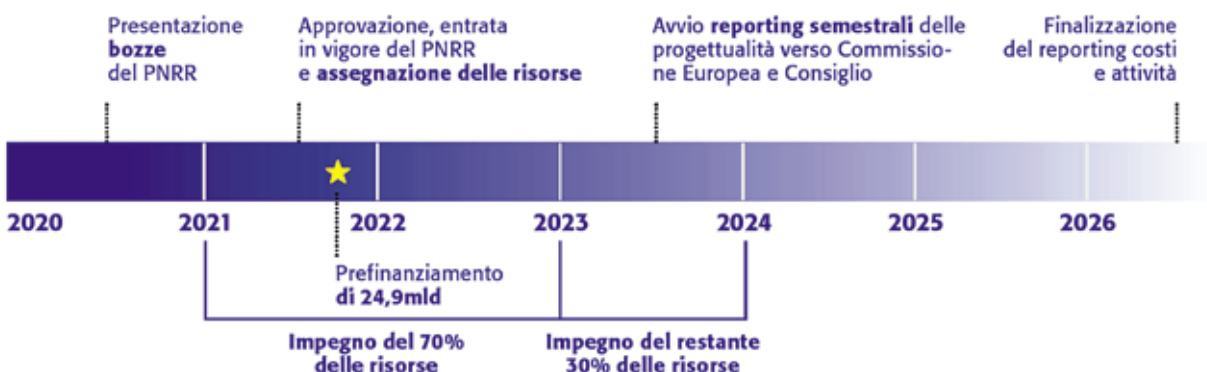 Presentazione
bozze
del PNRR
Approvazione, entrata
in vigore del PNRR
e assegnazione delle risorse
Avvio reporting semestrali delle
progettualità verso Commissio-
ne Europea e Consiglio
Finalizzazione
del reporting costi
e attività
2020
2021
2022
2023
2024
2025
2026
Prefinanziamento
di 24,9mld
Impegno del 70%
delle risorse
Impegno del restante
30% delle risorse